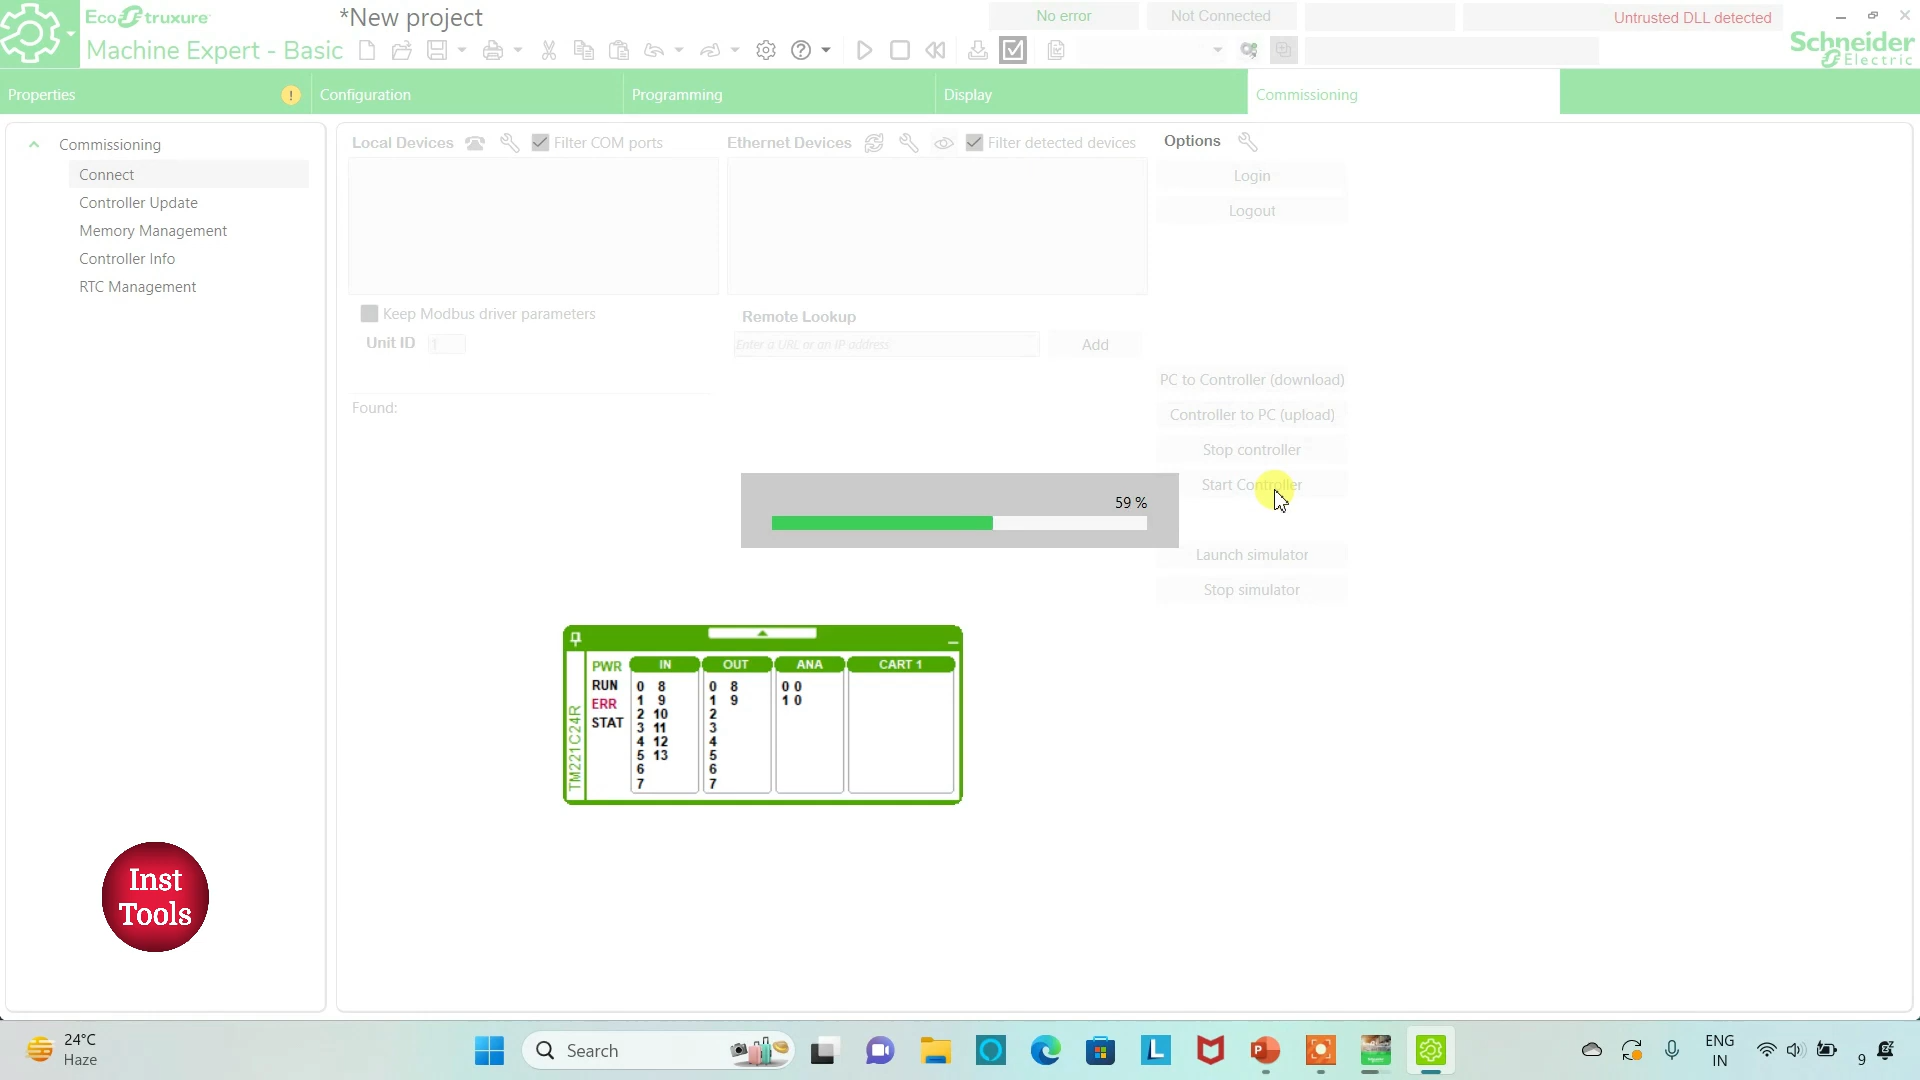 EcoStruxure
*New project
No error
Not Connected
Untrusted DLL detected
Machine Expert - Basic
Schneider
Electric
Properties
Configuration
Programming
Display
Commissioning
Commissioning
Connect
Controller Update
Memory Management
Controller Info
RTC Management
Local Devices
Filter COM ports
Ethernet Devices
Filter detected devices
Options
Login
Logout
Keep Modbus driver parameters
Unit ID 1
Remote Lookup
Enter a URL or an IP address
Add
PC to Controller (download)
Controller to PC (upload)
Stop controller
Start Controller
Launch simulator
Stop simulator
Found:
59 %
TM221C24R
PWR
RUN
ERR
STAT
IN
0 8
1 9
2 10
3 11
4 12
5 13
6
7
OUT
0 8
1 9
2
3
4
5
6
7
ANA
0 0
1 0
CART 1
Inst
Tools
24°C
Haze
Search
ENG
IN
9